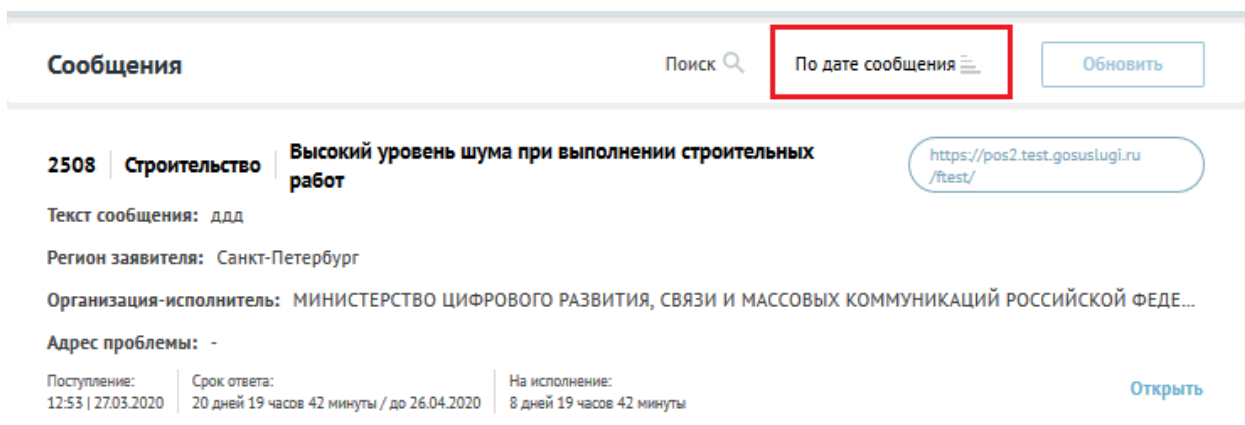 Сообщения
Поиск
По дате сообщения
Обновить
2508
Строительство
Высокий уровень шума при выполнении строительных
работ
https://pos2.test.gosuslugi.ru
/ftest/
Текст сообщения: ддд
Регион заявителя: Санкт-Петербург
Организация-исполнитель: МИНИСТЕРСТВО ЦИФРОВОГО РАЗВИТИЯ, СВЯЗИ И МАССОВЫХ КОММУНИКАЦИЙ РОССИЙСКОЙ ФЕДЕ...
Адрес проблемы: -
Поступление:
12:53 | 27.03.2020
Срок ответа:
20 дней 19 часов 42 минуты / до 26.04.2020
На исполнение:
8 дней 19 часов 42 минуты
Открыть